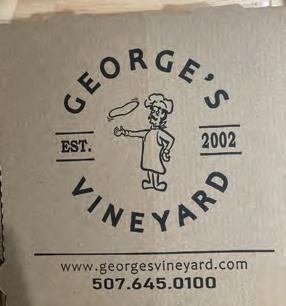 GEORGE'S
EST. 2002
VINEYARD
www.georgesvineyard.com
507.645.0100